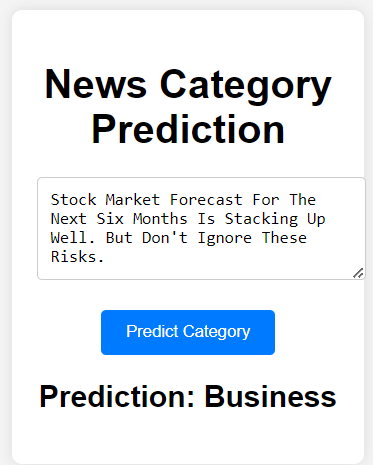 News Category
Prediction
Stock Market Forecast For The
Next Six Months Is Stacking Up
Well. But Don't Ignore These
Risks.
Predict Category
Prediction: Business